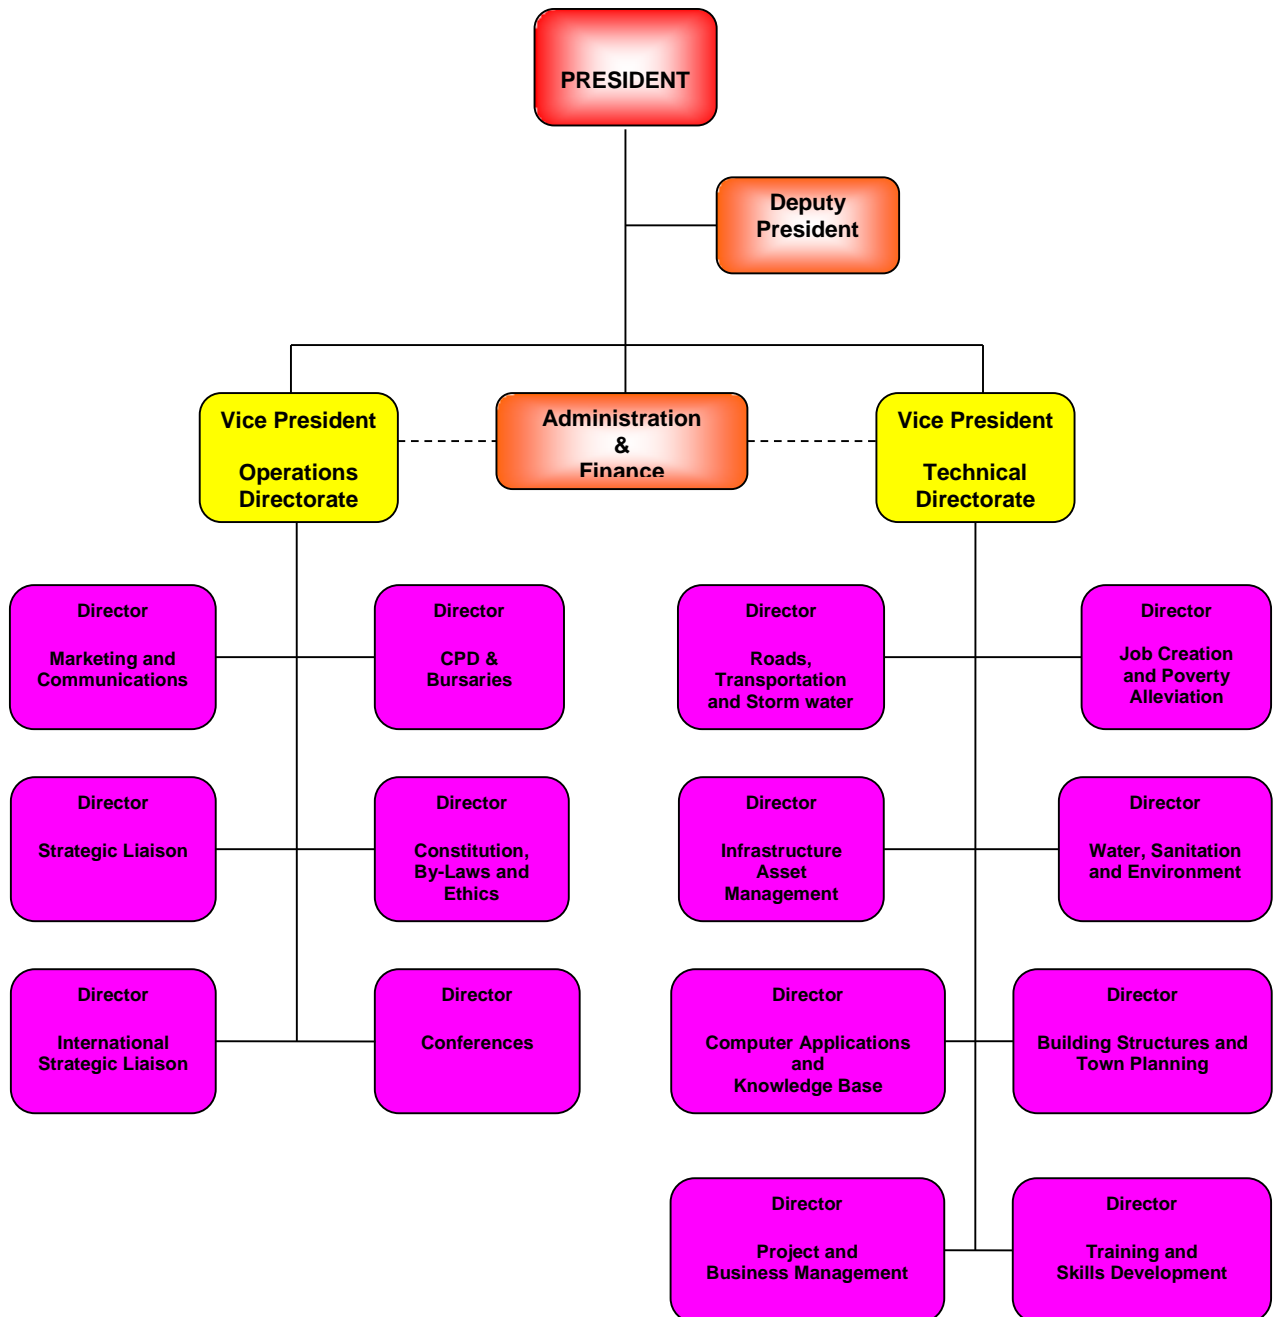 PRESIDENT
Deputy
President
Vice President
Operations
Directorate
Administration
&
Finance
Vice President
Technical
Directorate
Director
Marketing and
Communications
Director
CPD &
Bursaries
Director
Roads,
Transportation
and Storm water
Director
Job Creation
and Poverty
Alleviation
Director
Strategic Liaison
Director
Constitution,
By-Laws and
Ethics
Director
Infrastructure
Asset
Management
Director
Water, Sanitation
and Environment
Director
International
Strategic Liaison
Director
Conferences
Director
Computer Applications
and
Knowledge Base
Director
Building Structures and
Town Planning
Director
Project and
Business Management
Director
Training and
Skills Development